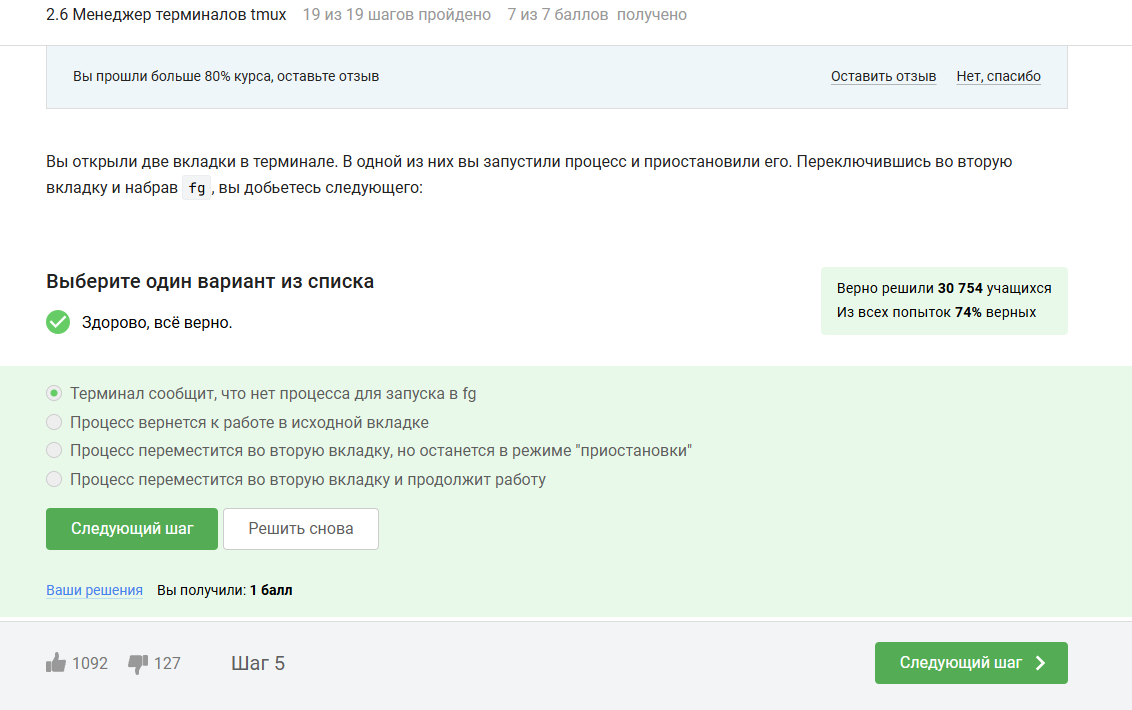 2.6 Менеджер терминалов tmux 19 из 19 шагов пройдено 7 из 7 баллов получено
Вы прошли больше 80% курса, оставьте отзыв Оставить отзыв Нет, спасибо
Вы открыли две вкладки в терминале. В одной из них вы запустили процесс и приостановили его. Переключившись во вторую
вкладку и набрав fg, вы добьетесь следующего:
Выберите один вариант из списка
Здорово, всё верно.
Верно решили 30 754 учащихся
Из всех попыток 74% верных
Терминал сообщит, что нет процесса для запуска в fg
Процесс вернется к работе в исходной вкладке
Процесс переместится во вторую вкладку, но останется в режиме "приостановки"
Процесс переместится во вторую вкладку и продолжит работу
Следующий шаг Решить снова
Ваши решения Вы получили: 1 балл
1092 127 Шаг 5 Следующий шаг